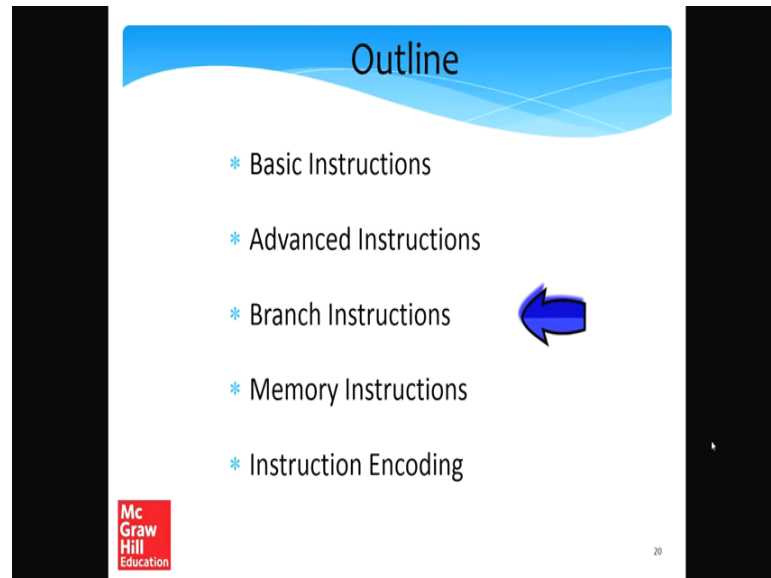 Outline
* Basic Instructions
* Advanced Instructions
* Branch Instructions
* Memory Instructions
* Instruction Encoding
Mc
Graw
Hill
Education
20